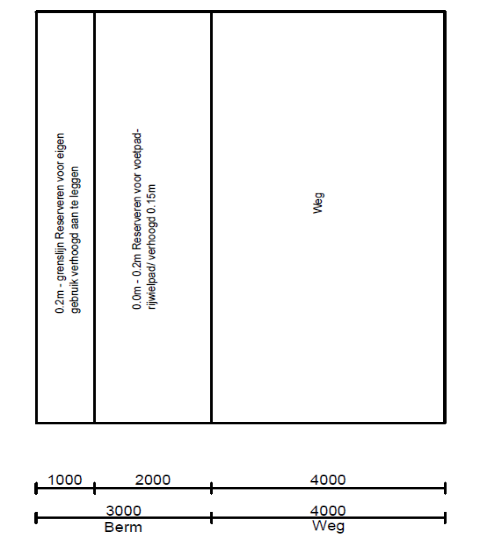 0.2m - grenslijn Reserveren voor eigen
gebruik verhoogd aan te leggen
0.0m - 0.2m Reserveren voor voetpad-
rijwielpad/ verhoogd 0.15m
Weg
1000 2000 4000
3000 4000
Berm Weg